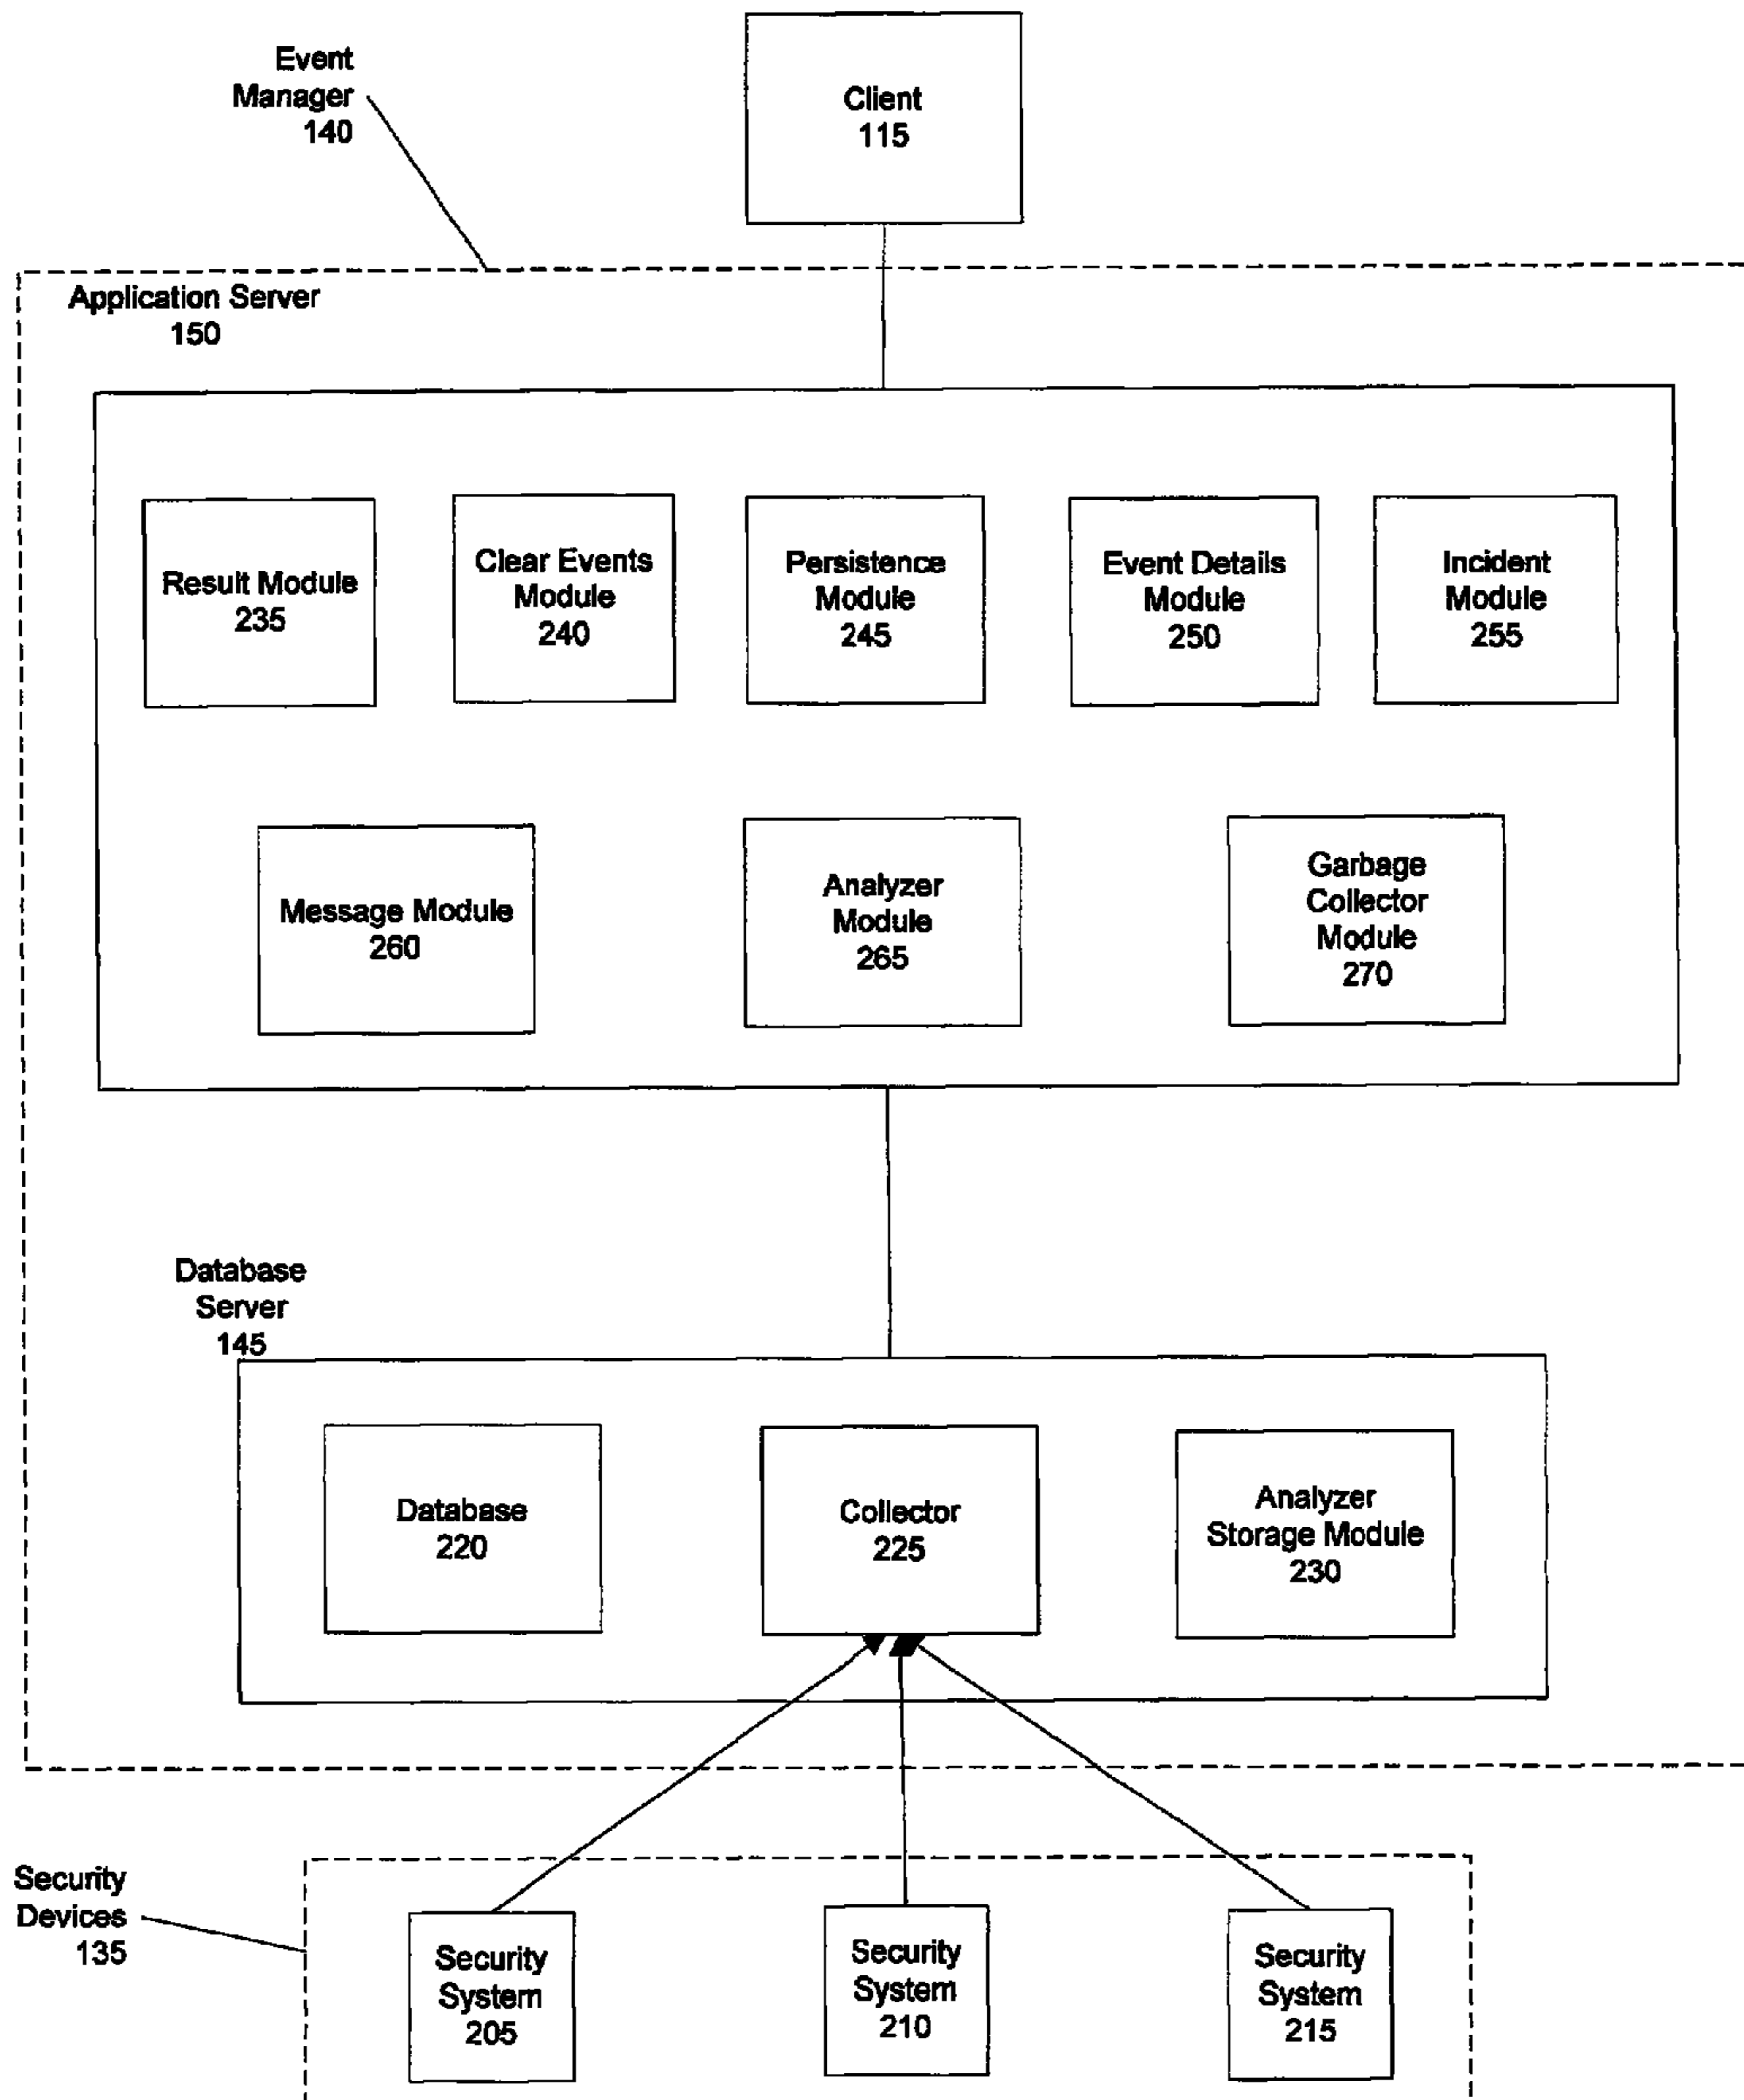 Event
Manager
140
Client
115
Application Server
150
Result Module
235
Clear Events
Module
240
Persistence
Module
245
Event Details
Module
250
Incident
Module
255
Message Module
260
Analyzer
Module
265
Garbage
Collector
Module
270
Database
Server
145
Database
220
Collector
225
Analyzer
Storage Module
230
Security
Devices
135
Security
System
205
Security
System
210
Security
System
215